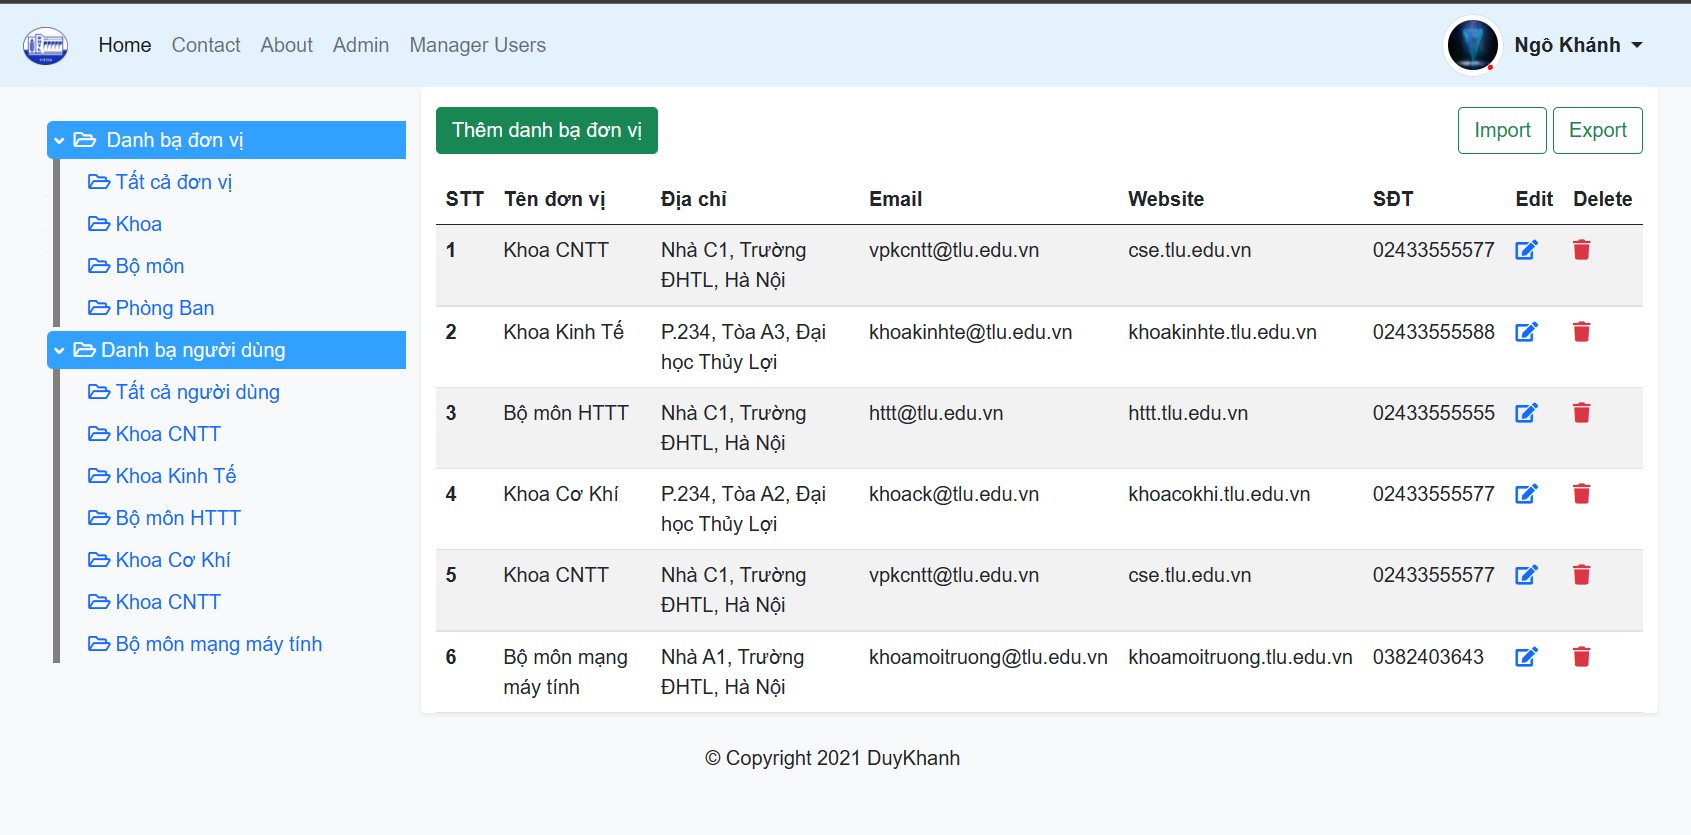 Home Contact About Admin Manager Users Ngô Khánh
Danh bạ đơn vị
Tất cả đơn vị
Khoa
Bộ môn
Phòng Ban
Danh bạ người dùng
Tất cả người dùng
Khoa CNTT
Khoa Kinh Tế
Bộ môn HTTT
Khoa Cơ Khí
Khoa CNTT
Bộ môn mạng máy tính
Thêm danh bạ đơn vị Import Export
STT Tên đơn vị Địa chỉ Email Website SĐT Edit Delete
1 Khoa CNTT Nhà C1, Trường vpkcntt@tlu.edu.vn cse.tlu.edu.vn 02433555577
ĐHTL, Hà Nội
2 Khoa Kinh Tế P.234, Tòa A3, Đại khoakinhte@tlu.edu.vn khoakinhte.tlu.edu.vn 02433555588
học Thủy Lợi
3 Bộ môn HTTT Nhà C1, Trường httt@tlu.edu.vn httt.tlu.edu.vn 02433555555
ĐHTL, Hà Nội
4 Khoa Cơ Khí P.234, Tòa A2, Đại khoack@tlu.edu.vn khoacokhi.tlu.edu.vn 02433555577
học Thủy Lợi
5 Khoa CNTT Nhà C1, Trường vpkcntt@tlu.edu.vn cse.tlu.edu.vn 02433555577
ĐHTL, Hà Nội
6 Bộ môn mạng Nhà A1, Trường khoamoitruong@tlu.edu.vn khoamoitruong.tlu.edu.vn 0382403643
máy tính ĐHTL, Hà Nội
© Copyright 2021 DuyKhanh